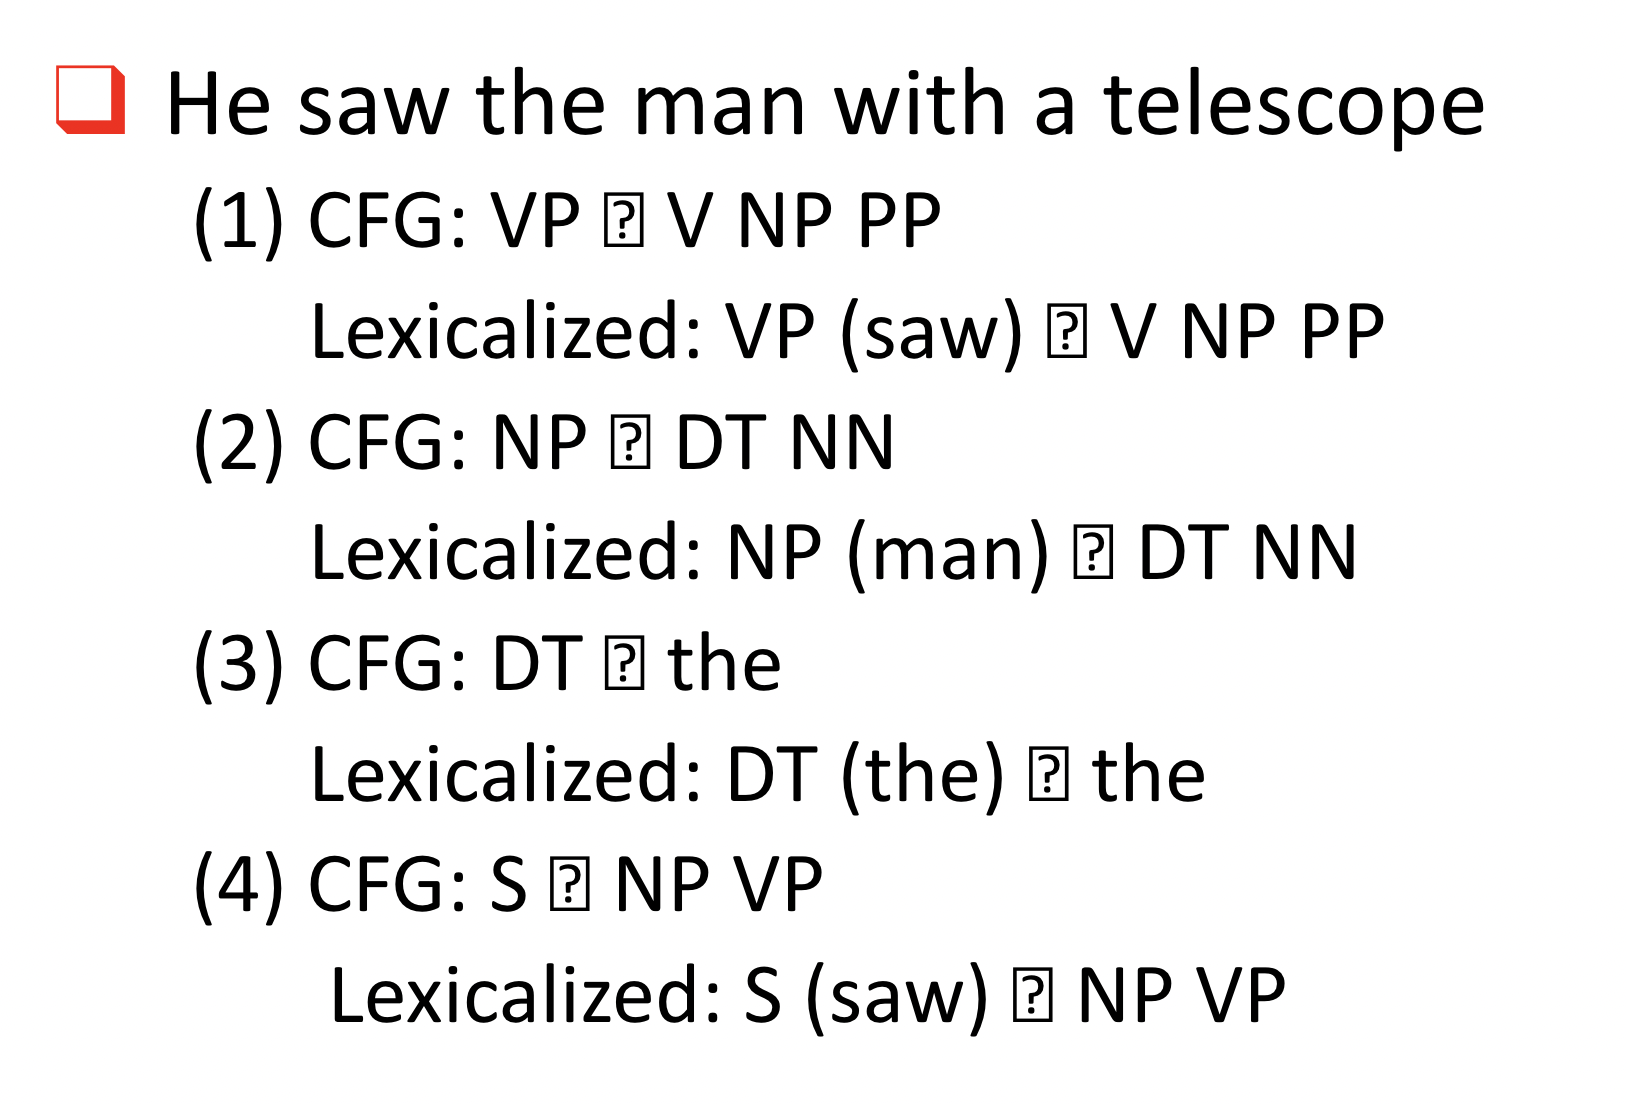 He saw the man with a telescope
(1) CFG: VP ⍰ V NP PP
Lexicalized: VP (saw) ⍰ V NP PP
(2) CFG: NP ⍰ DT NN
Lexicalized: NP (man) ⍰ DT NN
(3) CFG: DT ⍰ the
Lexicalized: DT (the) ⍰ the
(4) CFG: S ⍰ NP VP
Lexicalized: S (saw) ⍰ NP VP